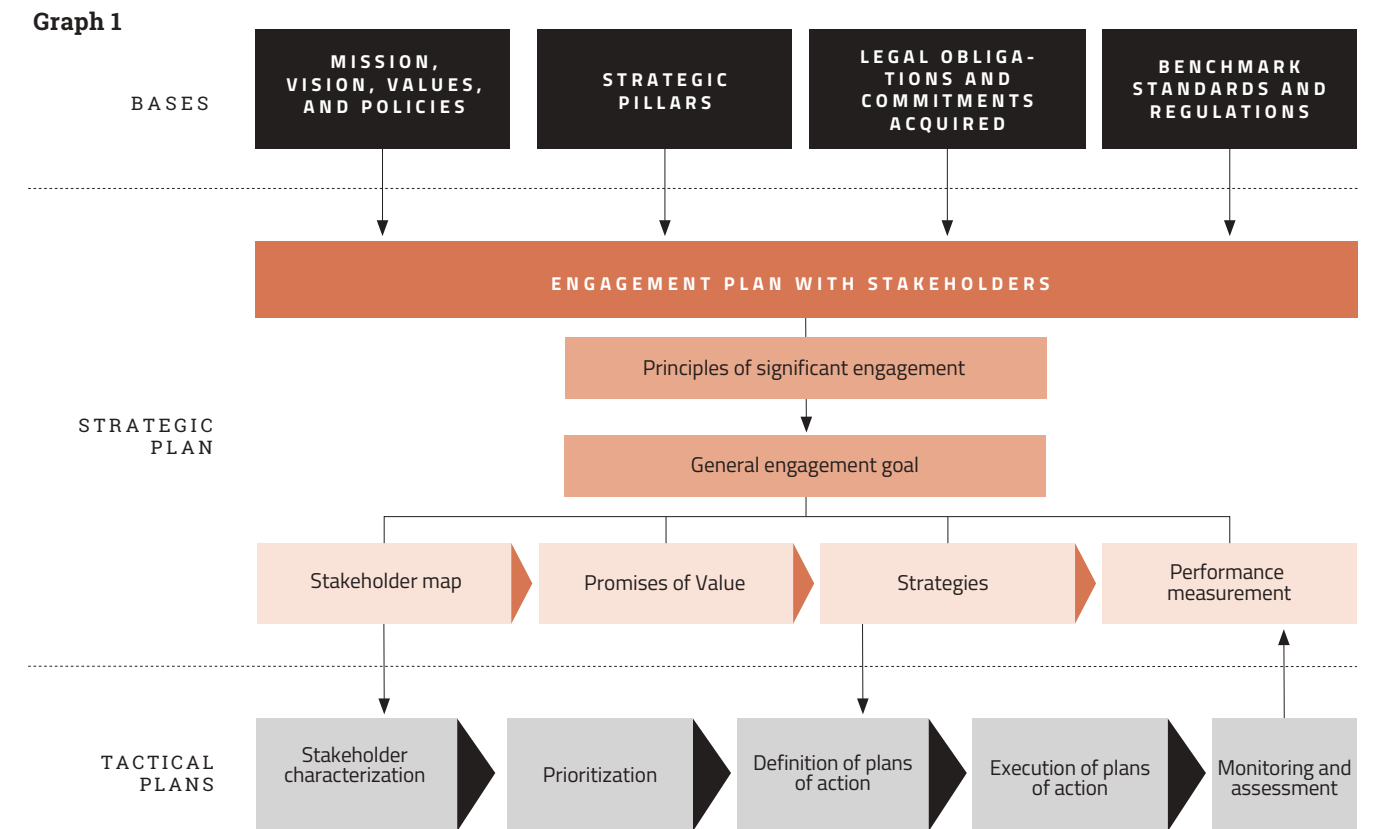 Graph 1
BASES
MISSION,
VISION, VALUES,
AND POLICIES
STRATEGIC
PILLARS
LEGAL OBLIGA-
TIONS AND
COMMITMENTS
ACQUIRED
BENCHMARK
STANDARDS AND
REGULATIONS
ENGAGEMENT PLAN WITH STAKEHOLDERS
Principles of significant engagement
STRATEGIC
PLAN
General engagement goal
Stakeholder map
Promises of Value
Strategies
Performance
measurement
TACTICAL
PLANS
Stakeholder
characterization
Prioritization
Definition of plans
of action
Execution of plans
of action
Monitoring and
assessment